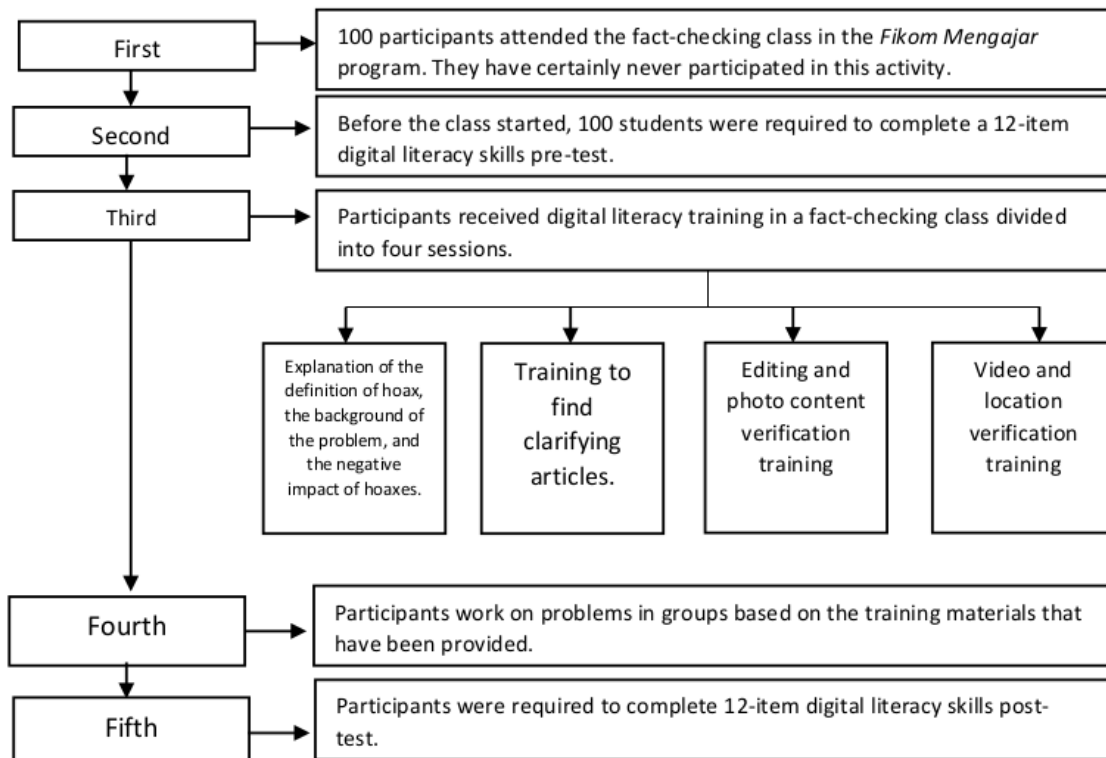 First
100 participants attended the fact-checking class in the Fikom Mengajar
program. They have certainly never participated in this activity.
Second
Before the class started, 100 students were required to complete a 12-item
digital literacy skills pre-test.
Third
Participants received digital literacy training in a fact-checking class divided
into four sessions.
Explanation of the
definition of hoax,
the background of
the problem, and
the negative
impact of hoaxes.
Training to
find
clarifying
articles.
Editing and
photo content
verification
training
Video and
location
verification
training
Fourth
Participants work on problems in groups based on the training materials that
have been provided.
Fifth
Participants were required to complete 12-item digital literacy skills post-
test.